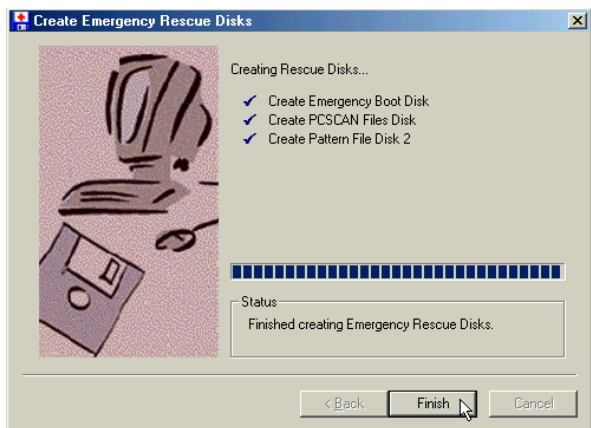 Create Emergency Rescue Disks
Creating Rescue Disks...
Create Emergency Boot Disk
Create PCSCAN Files Disk
Create Pattern File Disk 2
Status
Finished creating Emergency Rescue Disks.
< Back
Finish
Cancel